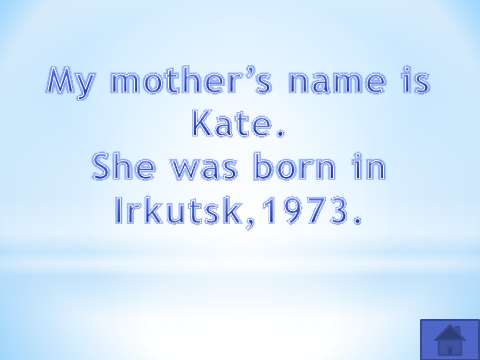 My mother’s name is
Kate.
She was born in
Irkutsk,1973.